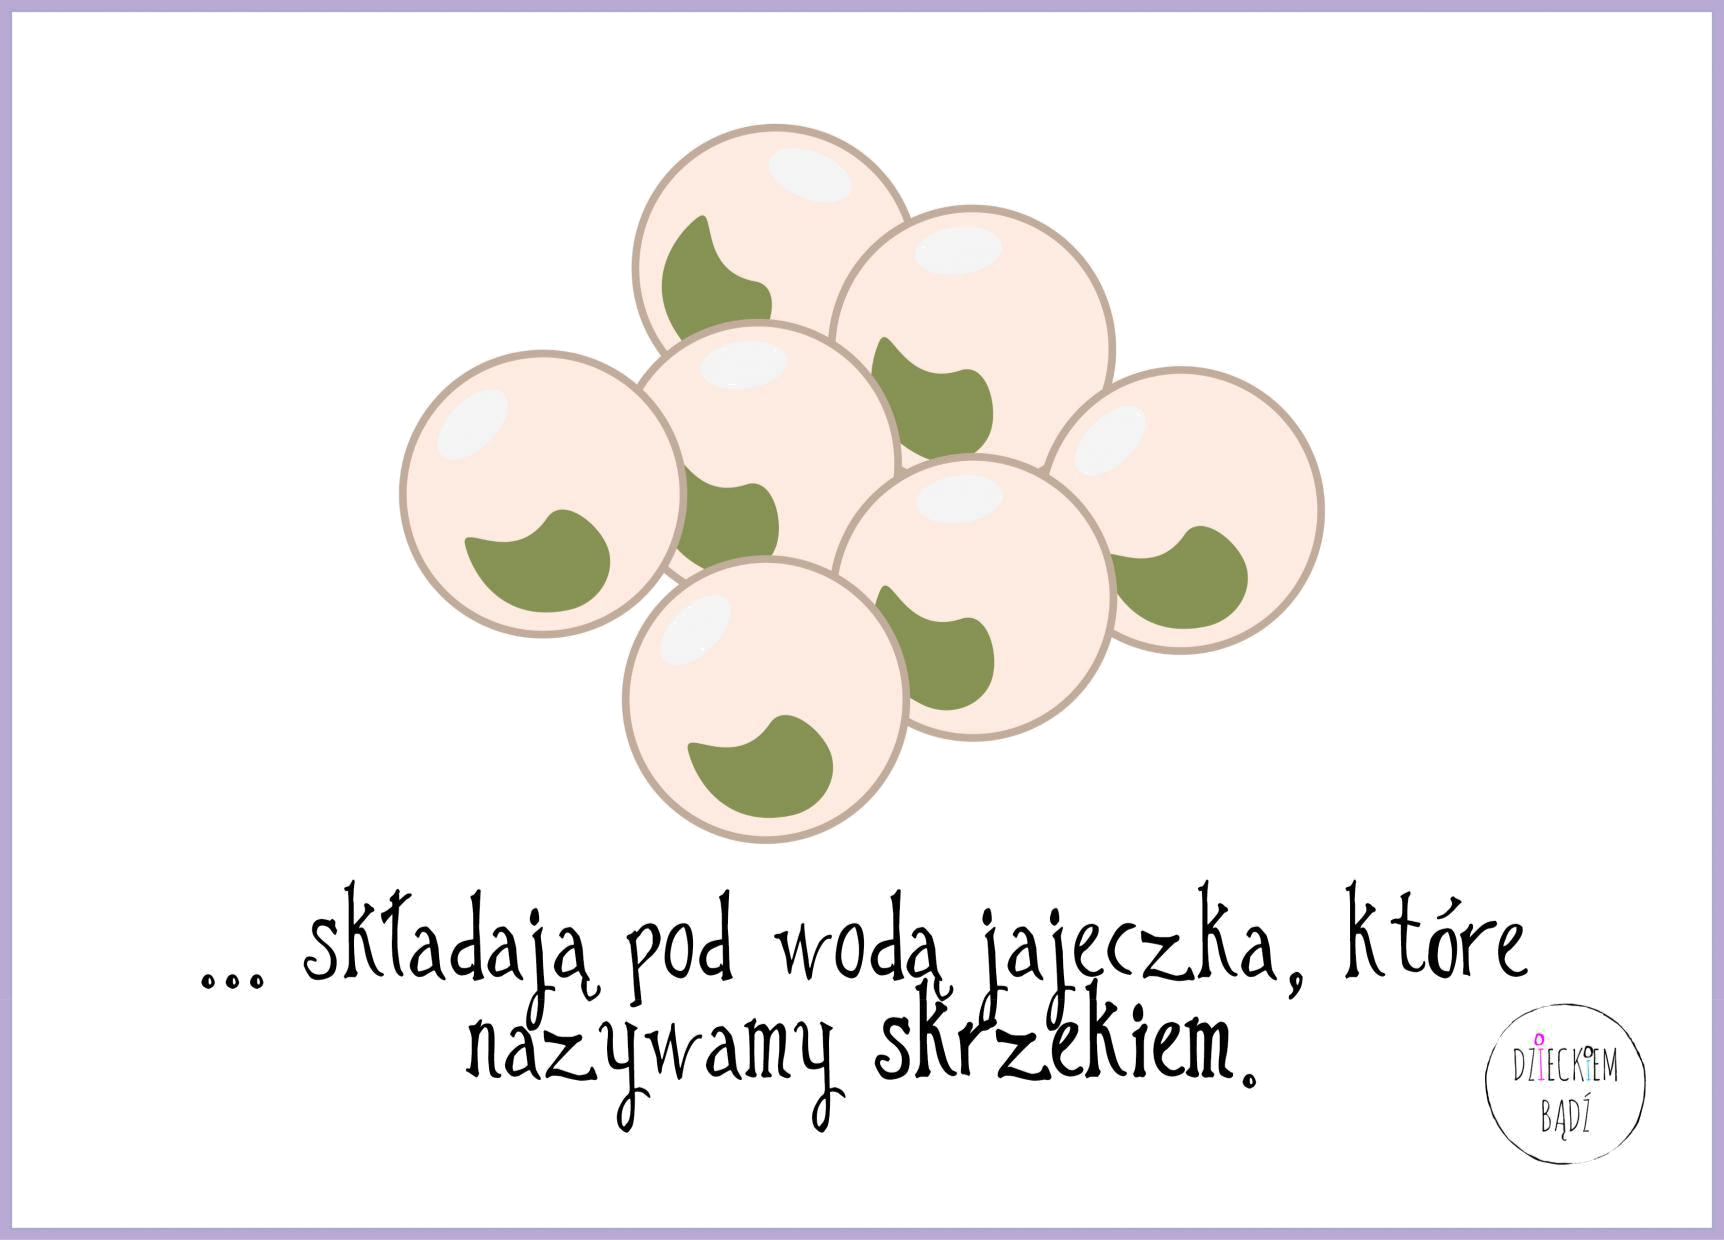 ... składają pod wodą jajeczka, które
nazywamy skrzekiem.
DZIECKIEM
BĄDŹ